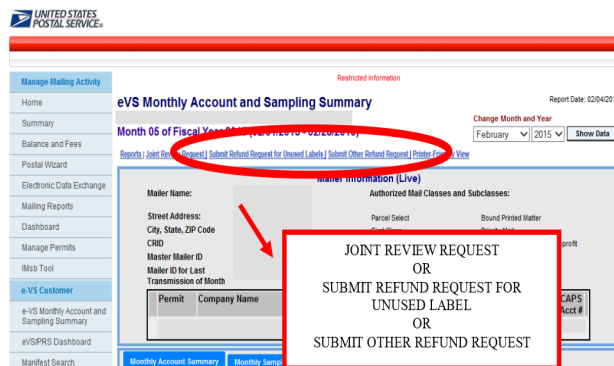 UNITED STATES
POSTAL SERVICE®
Restricted Information
Manage Mailing Activity
Home
Summary
Balance and Fees
Postal Wizard
Electronic Data Exchange
Mailing Reports
Dashboard
Manage Permits
IMsb Tool
e-VS Customer
e-VS Monthly Account and
Sampling Summary
eVS/PRS Dashboard
Manifest Search
eVS Monthly Account and Sampling Summary
Report Date: 02/04/201
Change Month and Year
February 2015 Show Data
Month 05 of Fiscal Year
Reports | Joint Review Request | Submit Refund Request for Unused Labels | Submit Other Refund Request | Printer-Friendly View
Mailer Information (Live)
Mailer Name:
Authorized Mail Classes and Subclasses:
Street Address:
City, State, ZIP Code
CRID
Master Mailer ID
Mailer ID for Last
Transmission of Month
Parcel Select Bound Printed Matter
Permit Company Name
CAPS
Acct #
JOINT REVIEW REQUEST
OR
SUBMIT REFUND REQUEST FOR
UNUSED LABEL
OR
SUBMIT OTHER REFUND REQUEST
Monthly Account Summary Monthly